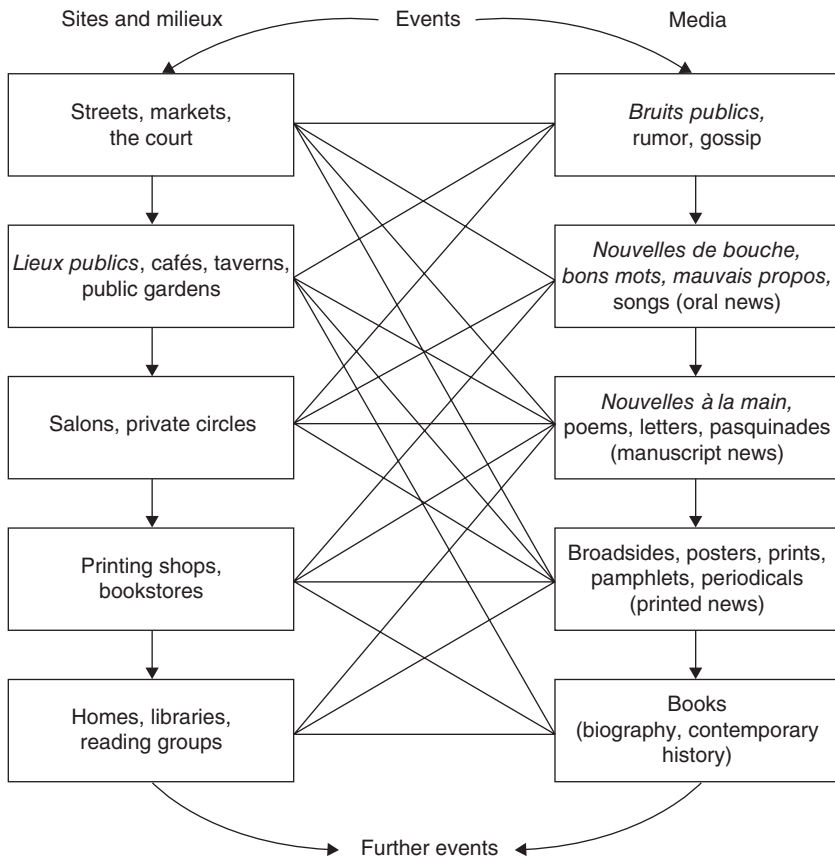 Sites and milieux
Events
Media
Streets, markets,
the court
Bruits publics,
rumor, gossip
Lieux publics, cafés, taverns,
public gardens
Nouvelles de bouche,
bons mots, mauvais propos,
songs (oral news)
Salons, private circles
Nouvelles à la main,
poems, letters, pasquinades
(manuscript news)
Printing shops,
bookstores
Broadsides, posters, prints,
pamphlets, periodicals
(printed news)
Homes, libraries,
reading groups
Books
(biography, contemporary
history)
Further events